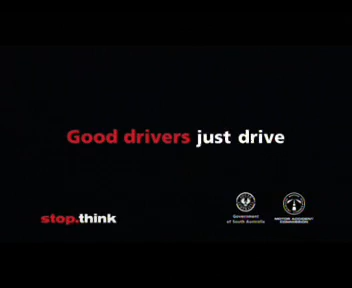 Good drivers just drive
stop.think
Government
of South Australia
MOTOR ACCIDENT
COMMISSION